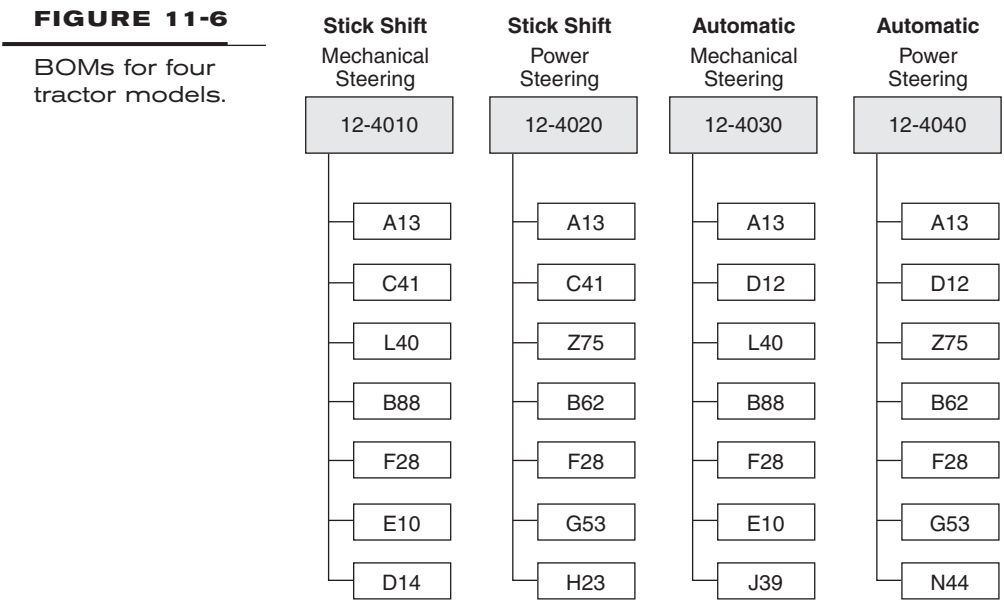 FIGURE 11-6
BOMs for four
tractor models.
Stick Shift
Mechanical
Steering
12-4010
A13
C41
L40
B88
F28
E10
D14
Stick Shift
Power
Steering
12-4020
A13
C41
Z75
B62
F28
G53
H23
Automatic
Mechanical
Steering
12-4030
A13
D12
L40
B88
F28
E10
J39
Automatic
Power
Steering
12-4040
A13
D12
Z75
B62
F28
G53
N44